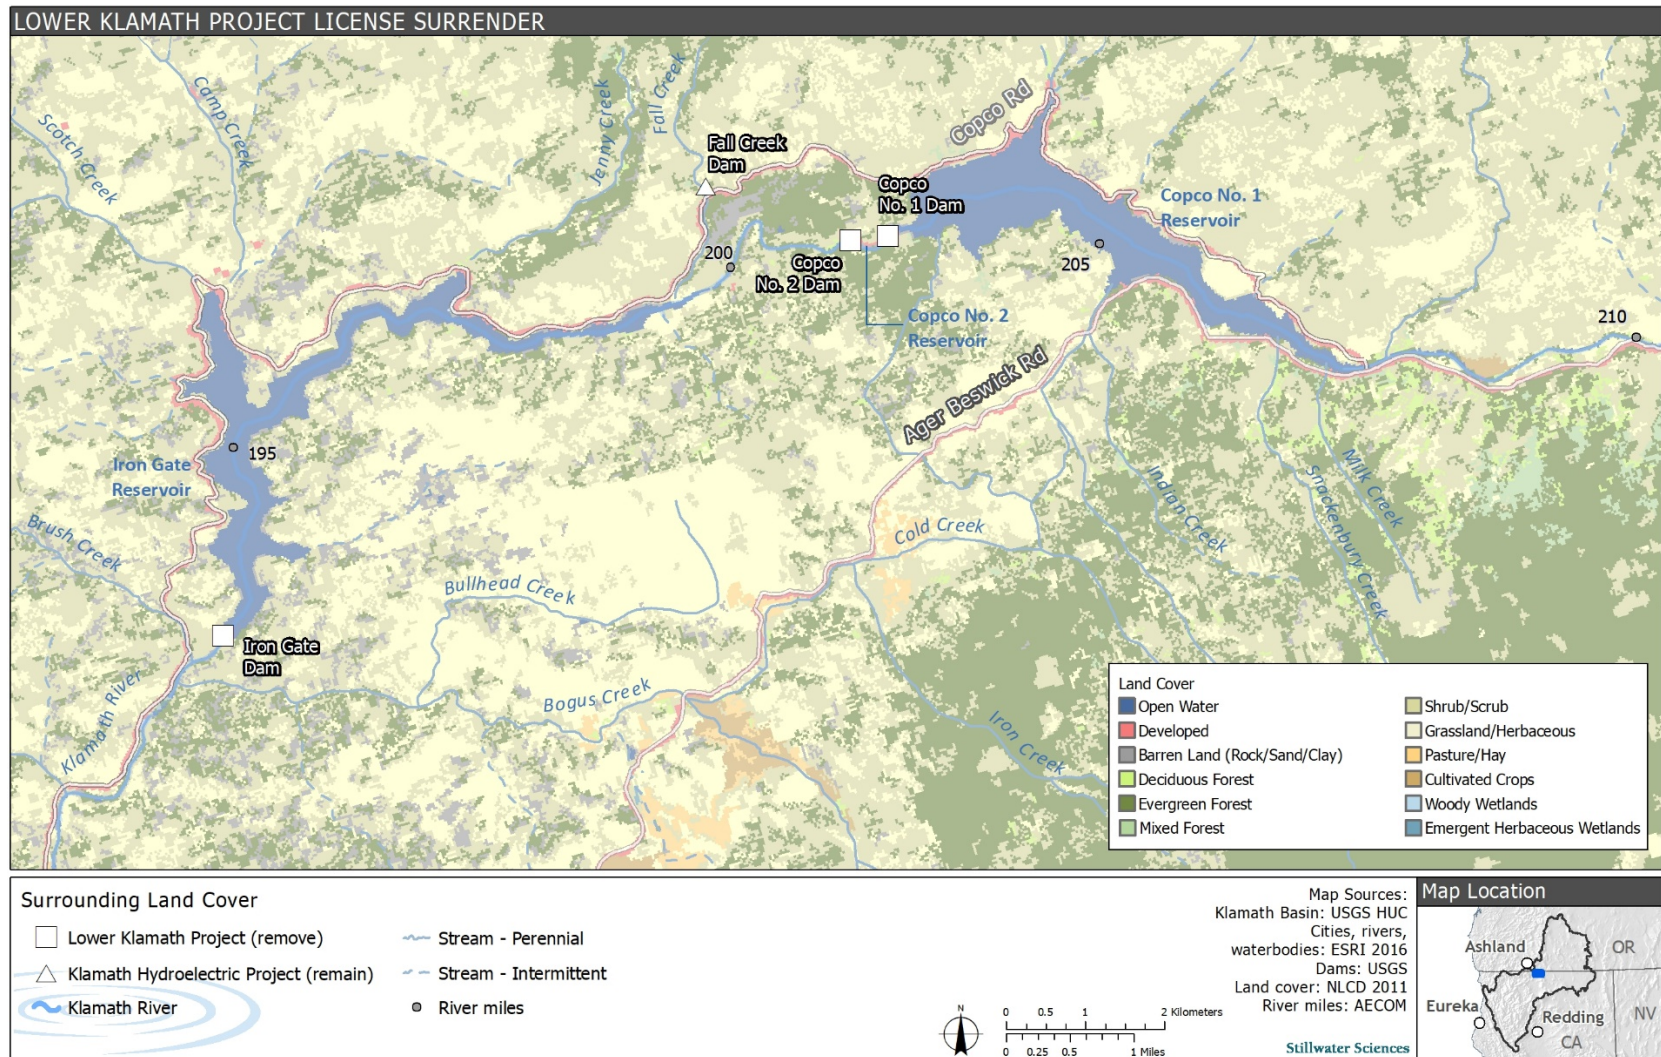 LOWER KLAMATH PROJECT LICENSE SURRENDER
Camp Creek
Scotch Creek
Jenny Creek
Fall Creek
Copco Rd
Fall Creek
Dam
Copco
No. 1 Dam
Copco No. 1
Reservoir
200
Copco
No. 2 Dam
205
Copco No. 2
Reservoir
210
Ager Beswick Rd
195
Iron Gate
Reservoir
Indian Creek
Snackenbury Creek
Milk Creek
Brush Creek
Cold Creek
Bullhead Creek
Iron Gate
Dam
Klamath River
Bogus Creek
Iron Creek
Land Cover
Open Water
Developed
Barren Land (Rock/Sand/Clay)
Deciduous Forest
Evergreen Forest
Mixed Forest
Shrub/Scrub
Grassland/Herbaceous
Pasture/Hay
Cultivated Crops
Woody Wetlands
Emergent Herbaceous Wetlands
Surrounding Land Cover
Lower Klamath Project (remove)
Klamath Hydroelectric Project (remain)
Klamath River
Stream - Perennial
Stream - Intermittent
River miles
N
0 0.5 1 2 Kilometers
0 0.25 0.5 1 Miles
Map Sources:
Klamath Basin: USGS HUC
Cities, rivers,
waterbodies: ESRI 2016
Dams: USGS
Land cover: NLCD 2011
River miles: AECOM
Stillwater Sciences
Map Location
Ashland
OR
Eureka
Redding
NV
CA